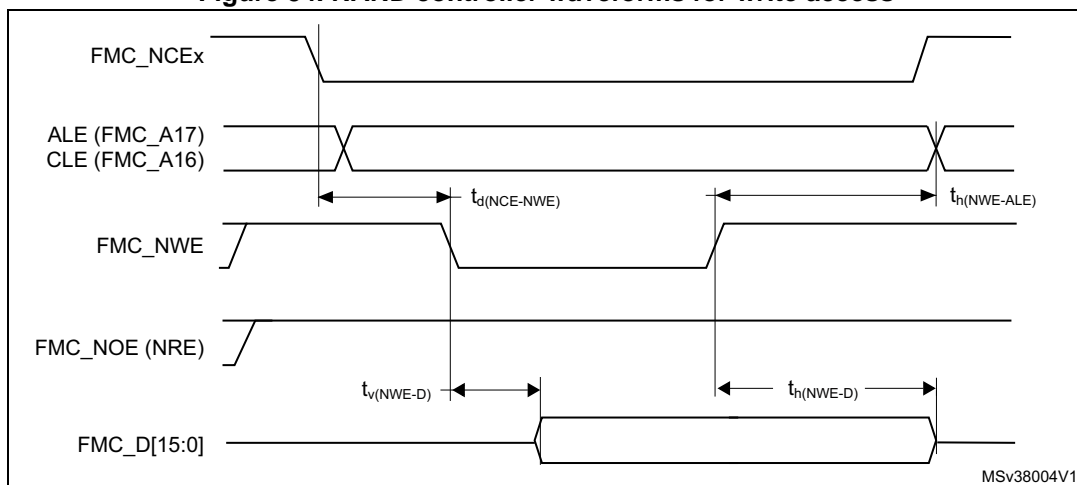 FMC_NCEx
ALE (FMC_A17)
CLE (FMC_A16)
td(NCE-NWE)
th(NWE-ALE)
FMC_NWE
FMC_NOE (NRE)
tv(NWE-D)
th(NWE-D)
FMC_D[15:0]
MSv38004V1